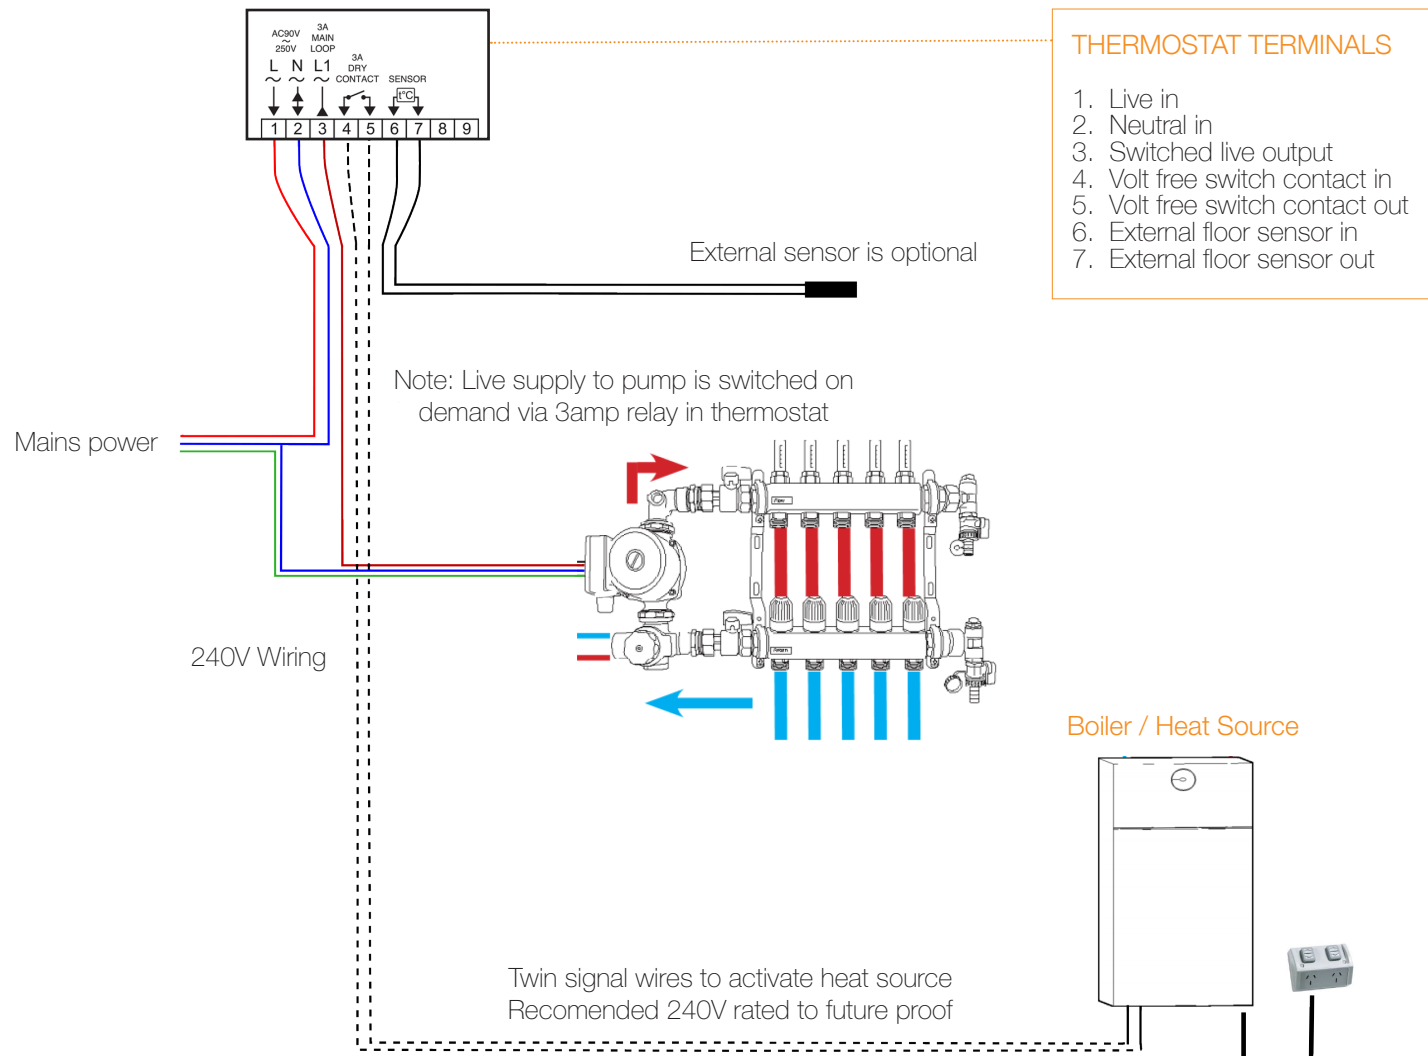 AC90V
~
250V
3A
MAIN
LOOP
L N L1
3A
DRY
CONTACT
SENSOR
t°C
1 2 3 4 5 6 7 8 9
THERMOSTAT TERMINALS
1. Live in
2. Neutral in
3. Switched live output
4. Volt free switch contact in
5. Volt free switch contact out
6. External floor sensor in
7. External floor sensor out
External sensor is optional
Note: Live supply to pump is switched on
demand via 3amp relay in thermostat
Mains power
240V Wiring
Boiler / Heat Source
Twin signal wires to activate heat source
Recomended 240V rated to future proof